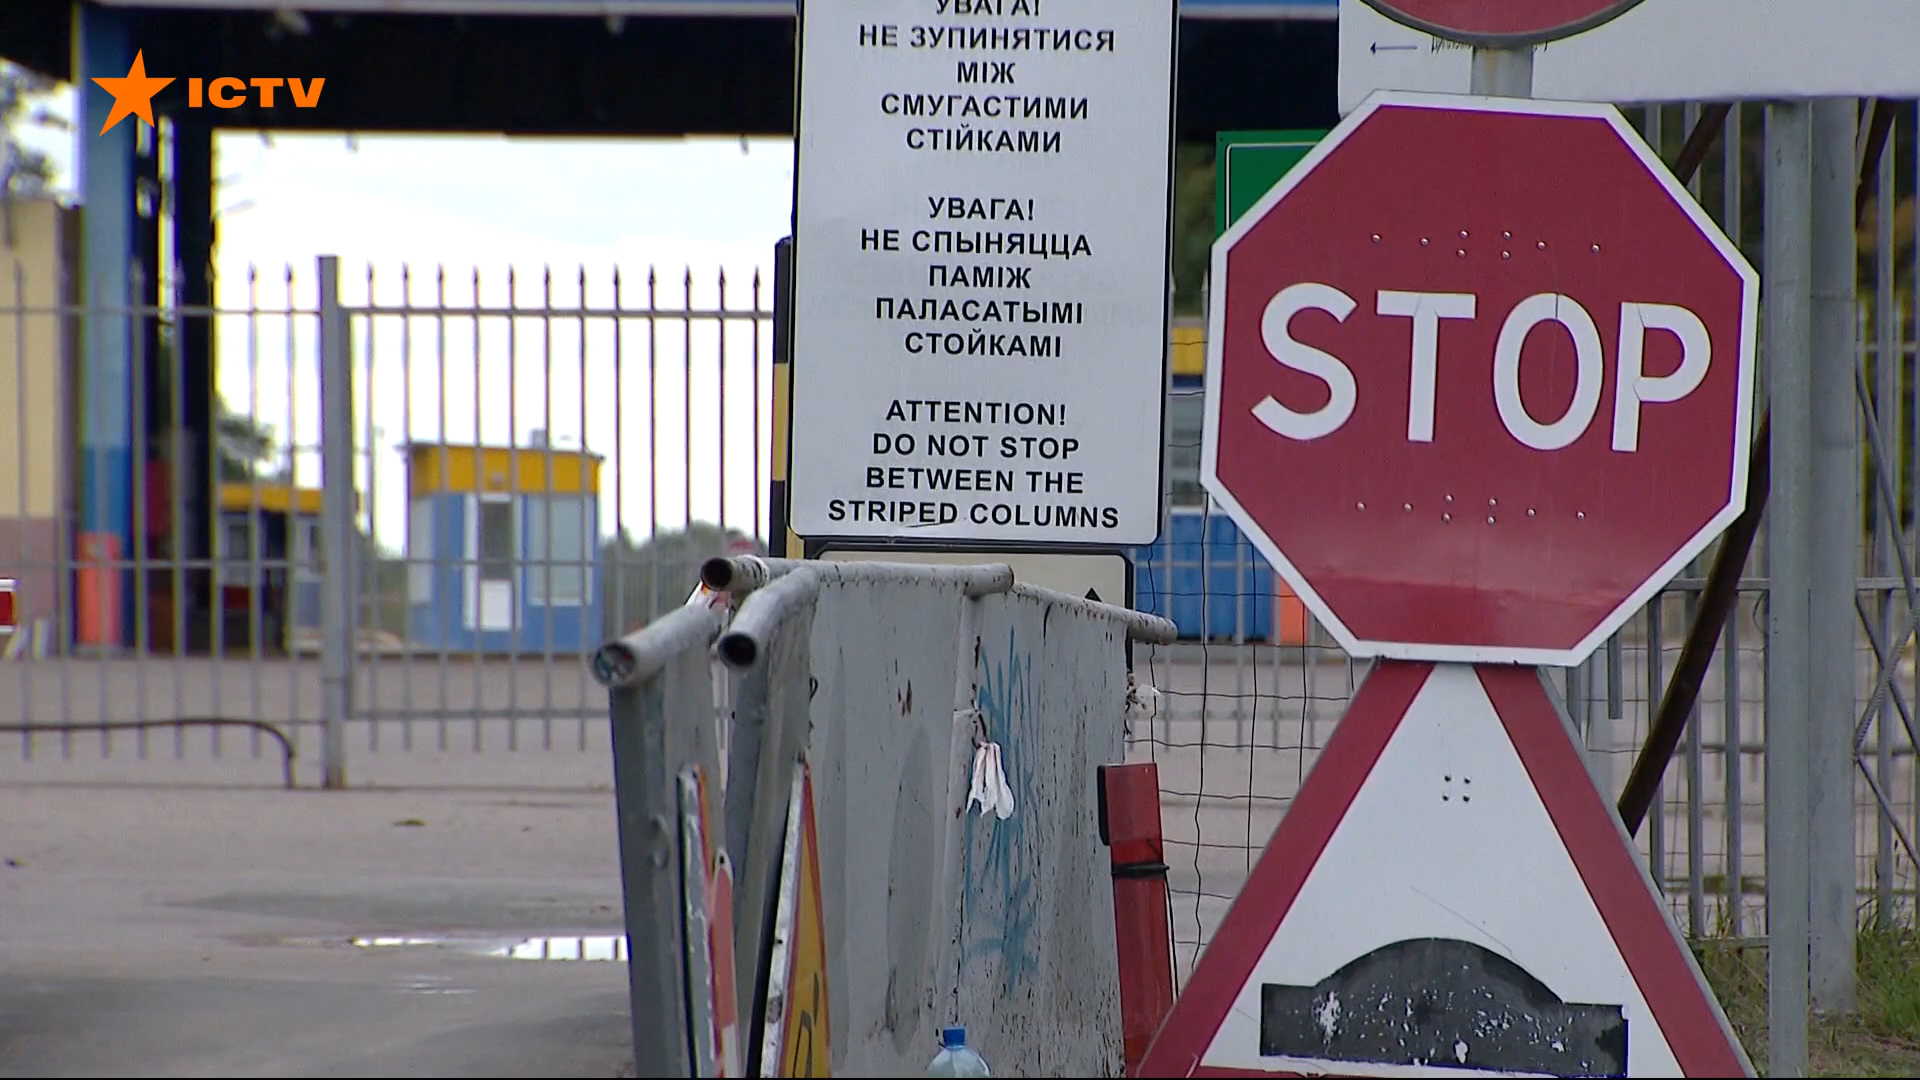 ICTV
УВАГА!
НЕ ЗУПИНЯТИСЯ
МІЖ
СМУГАСТИМИ
СТІЙКАМИ
УВАГА!
НЕ СПЫНЯЦЦА
ПАМІЖ
ПАЛАСАТЫМІ
СТОЙКАМІ
ATTENTION!
DO NOT STOP
BETWEEN THE
STRIPED COLUMNS
STOP